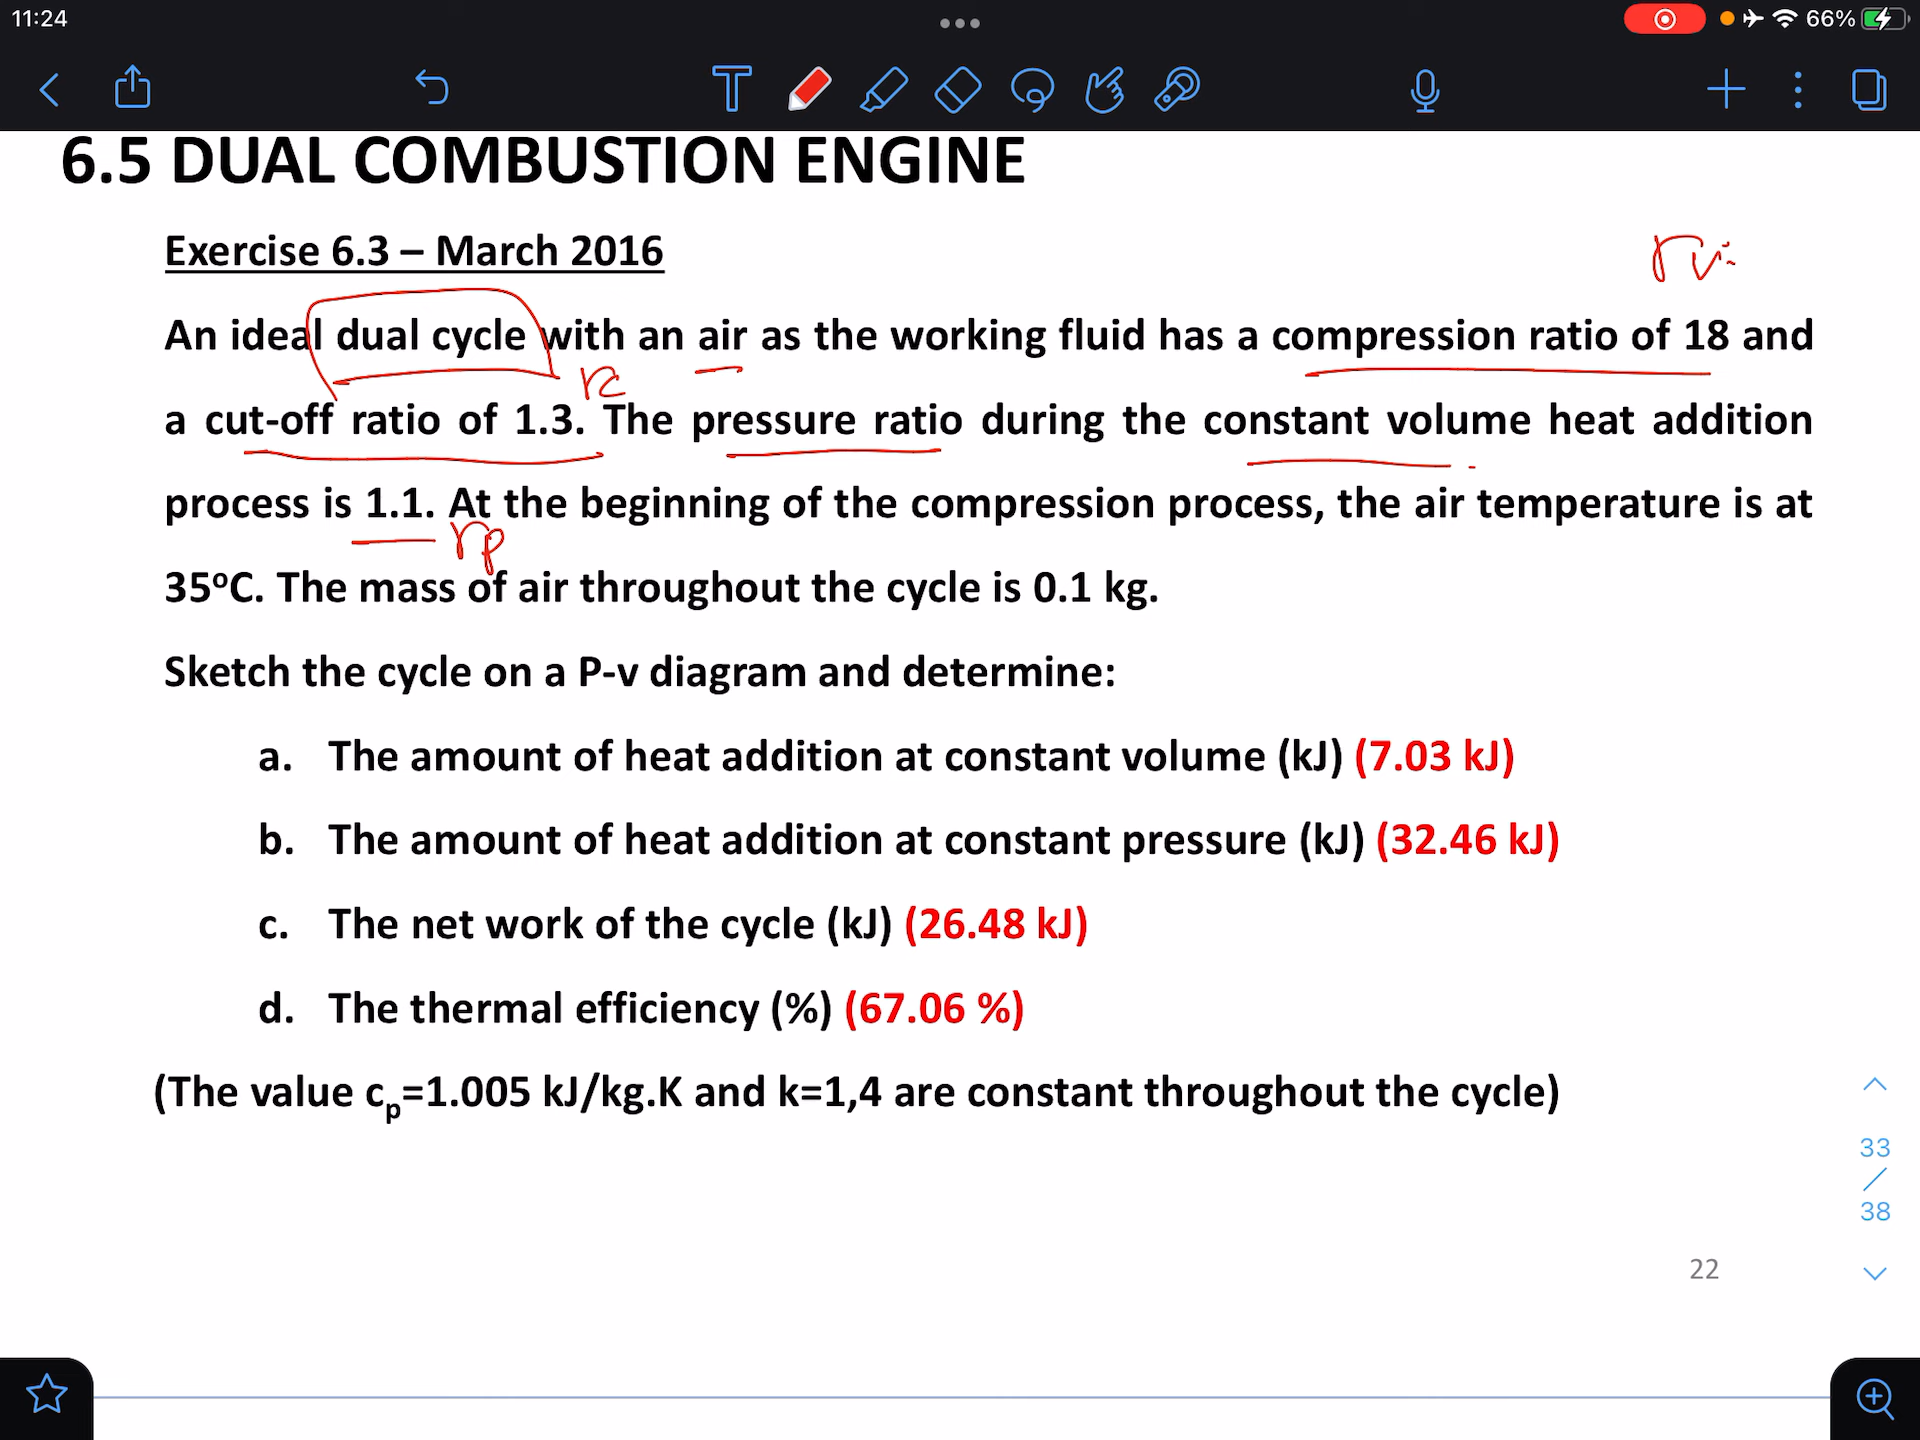 11:24
66%
6.5 DUAL COMBUSTION ENGINE
Exercise 6.3 – March 2016
rv=
An ideal dual cycle with an air as the working fluid has a compression ratio of 18 and
rc
a cut-off ratio of 1.3. The pressure ratio during the constant volume heat addition
process is 1.1. At the beginning of the compression process, the air temperature is at
rp
35°C. The mass of air throughout the cycle is 0.1 kg.
Sketch the cycle on a P-v diagram and determine:
a. The amount of heat addition at constant volume (kJ) (7.03 kJ)
b. The amount of heat addition at constant pressure (kJ) (32.46 kJ)
c. The net work of the cycle (kJ) (26.48 kJ)
d. The thermal efficiency (%) (67.06 %)
(The value cp=1.005 kJ/kg.K and k=1,4 are constant throughout the cycle)
33
/
38
22